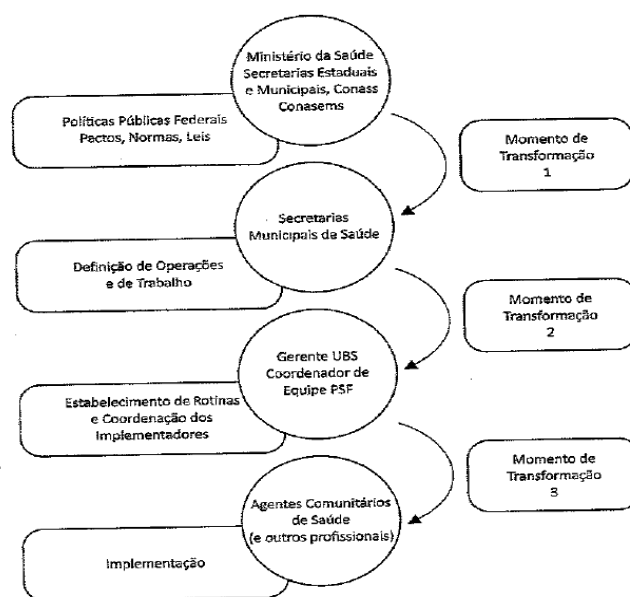 Ministério da Saúde
Secretarias Estaduais
e Municipais, Conass
Conasems
Políticas Públicas Federais
Pactos, Normas, Leis
Momento de
Transformação
1
Secretarias
Municipais de Saúde
Definição de Operações
e de Trabalho
Momento de
Transformação
2
Gerente UBS
Coordenador de
Equipe PSF
Estabelecimento de Rotinas
e Coordenação dos
Implementadores
Momento de
Transformação
3
Agentes Comunitários
de Saúde
(e outros profissionais)
Implementação